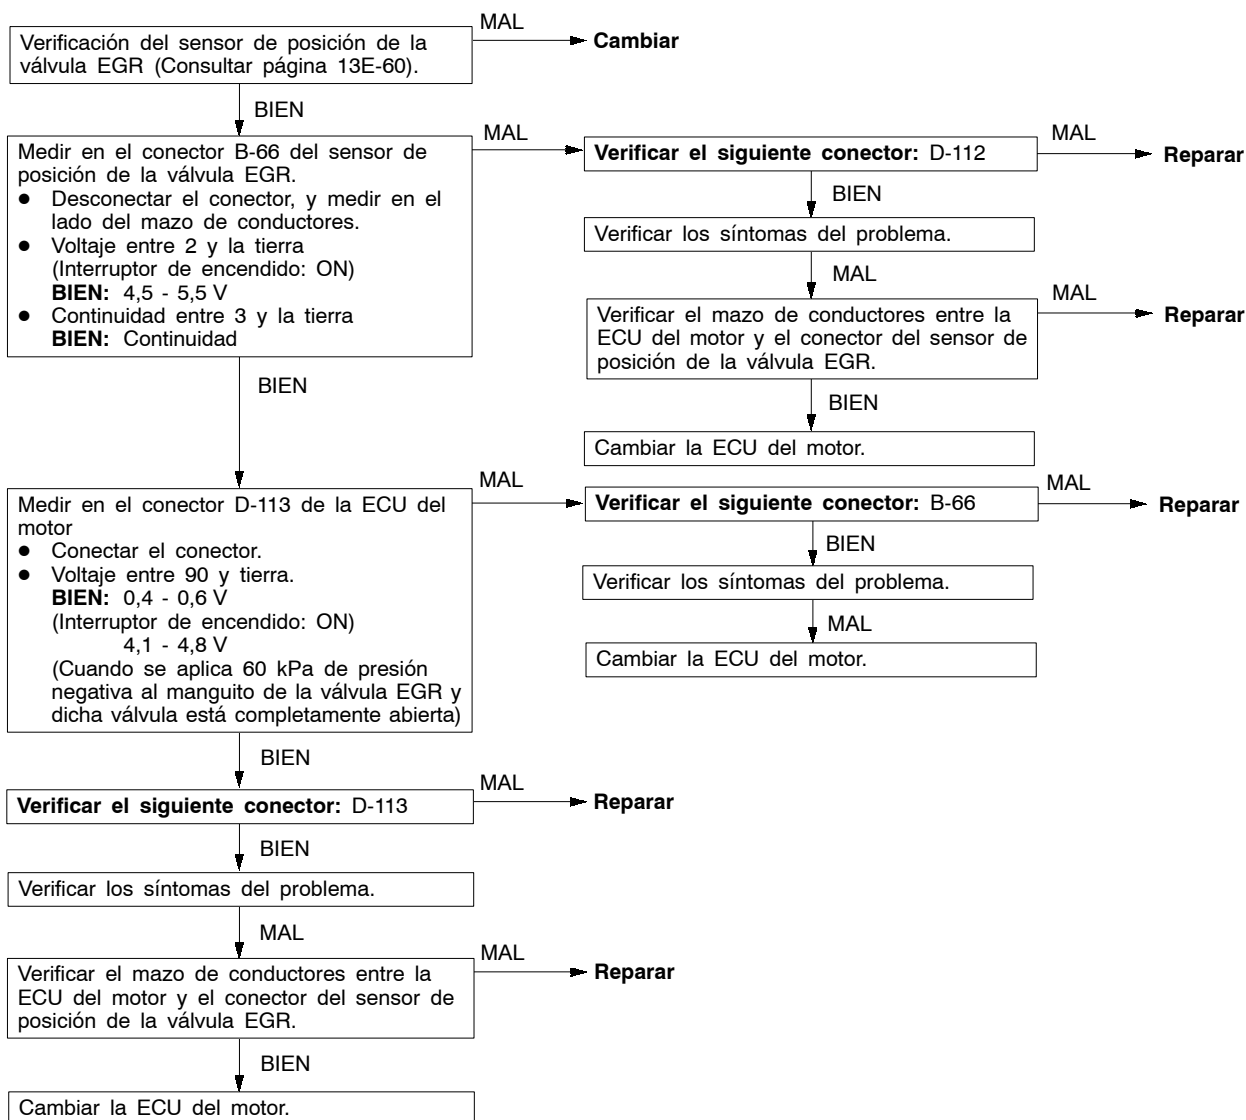 Verificación del sensor de posición de la
válvula EGR (Consultar página 13E-60).
MAL
Cambiar
BIEN
Medir en el conector B-66 del sensor de
posición de la válvula EGR.
● Desconectar el conector, y medir en el
lado del mazo de conductores.
● Voltaje entre 2 y la tierra
(Interruptor de encendido: ON)
BIEN: 4,5 - 5,5 V
● Continuidad entre 3 y la tierra
BIEN: Continuidad
MAL
Verificar el siguiente conector: D-112
MAL
Reparar
BIEN
Verificar los síntomas del problema.
MAL
Verificar el mazo de conductores entre la
ECU del motor y el conector del sensor de
posición de la válvula EGR.
MAL
Reparar
BIEN
Cambiar la ECU del motor.
BIEN
Medir en el conector D-113 de la ECU del
motor
● Conectar el conector.
● Voltaje entre 90 y tierra.
BIEN: 0,4 - 0,6 V
(Interruptor de encendido: ON)
4,1 - 4,8 V
(Cuando se aplica 60 kPa de presión
negativa al manguito de la válvula EGR y
dicha válvula está completamente abierta)
MAL
Verificar el siguiente conector: B-66
MAL
Reparar
BIEN
Verificar los síntomas del problema.
MAL
Cambiar la ECU del motor.
BIEN
Verificar el siguiente conector: D-113
MAL
Reparar
BIEN
Verificar los síntomas del problema.
MAL
Verificar el mazo de conductores entre la
ECU del motor y el conector del sensor de
posición de la válvula EGR.
MAL
Reparar
BIEN
Cambiar la ECU del motor.